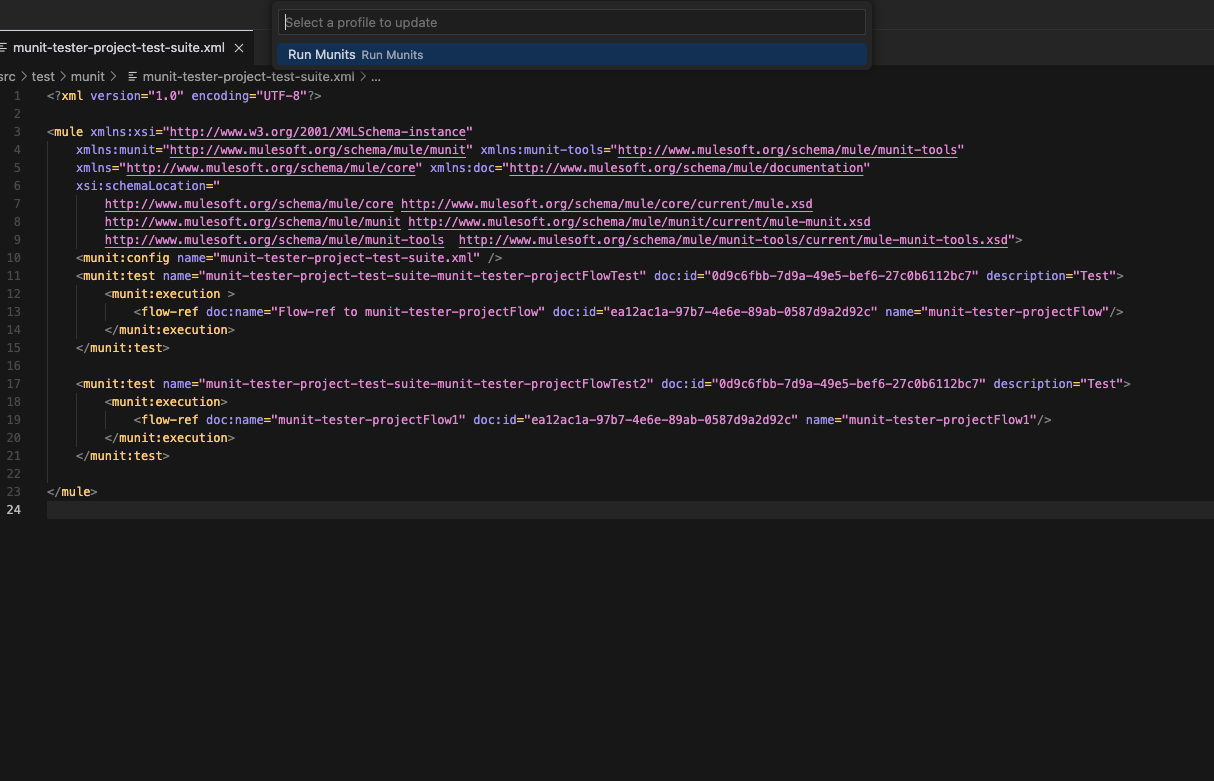 Select a profile to update
Run Munits Run Munits
munit-tester-project-test-suite.xml
src > test > munit > munit-tester-project-test-suite.xml > ...
1 <?xml version="1.0" encoding="UTF-8"?>
2
3 <mule xmlns:xsi="http://www.w3.org/2001/XMLSchema-instance"
4 xmlns:munit="http://www.mulesoft.org/schema/mule/munit" xmlns:munit-tools="http://www.mulesoft.org/schema/mule/munit-tools"
5 xmlns="http://www.mulesoft.org/schema/mule/core" xmlns:doc="http://www.mulesoft.org/schema/mule/documentation"
6 xsi:schemaLocation="
7 http://www.mulesoft.org/schema/mule/core http://www.mulesoft.org/schema/mule/core/current/mule.xsd
8 http://www.mulesoft.org/schema/mule/munit http://www.mulesoft.org/schema/mule/munit/current/mule-munit.xsd
9 http://www.mulesoft.org/schema/mule/munit-tools  http://www.mulesoft.org/schema/mule/munit-tools/current/mule-munit-tools.xsd">
10 <munit:config name="munit-tester-project-test-suite.xml" />
11 <munit:test name="munit-tester-project-test-suite-munit-tester-projectFlowTest" doc:id="0d9c6fbb-7d9a-49e5-bef6-27c0b6112bc7" description="Test">
12 <munit:execution >
13 <flow-ref doc:name="Flow-ref to munit-tester-projectFlow" doc:id="ea12ac1a-97b7-4e6e-89ab-0587d9a2d92c" name="munit-tester-projectFlow"/>
14 </munit:execution>
15 </munit:test>
16
17 <munit:test name="munit-tester-project-test-suite-munit-tester-projectFlowTest2" doc:id="0d9c6fbb-7d9a-49e5-bef6-27c0b6112bc7" description="Test">
18 <munit:execution>
19 <flow-ref doc:name="munit-tester-projectFlow1" doc:id="ea12ac1a-97b7-4e6e-89ab-0587d9a2d92c" name="munit-tester-projectFlow1"/>
20 </munit:execution>
21 </munit:test>
22
23 </mule>
24